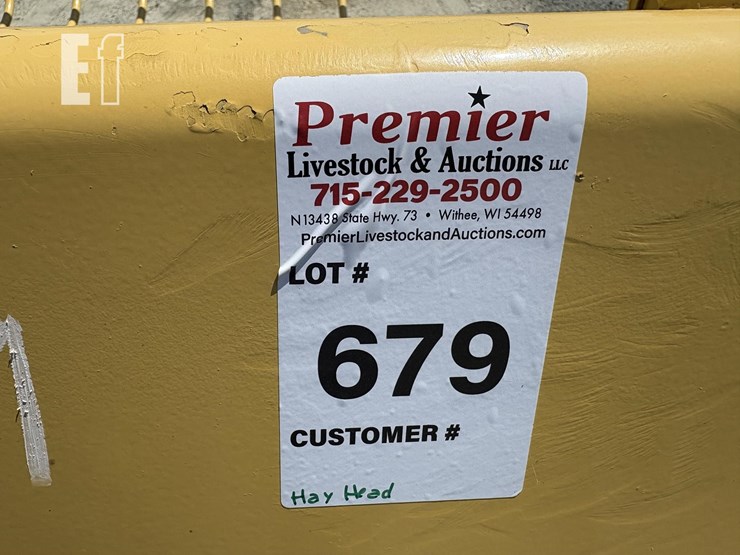 Ef
Premier
Livestock & Auctions LLC
715-229-2500
N13438 State Hwy. 73 • Withee, WI 54498
PremierLivestockandAuctions.com
LOT #
679
CUSTOMER #
Hay Head